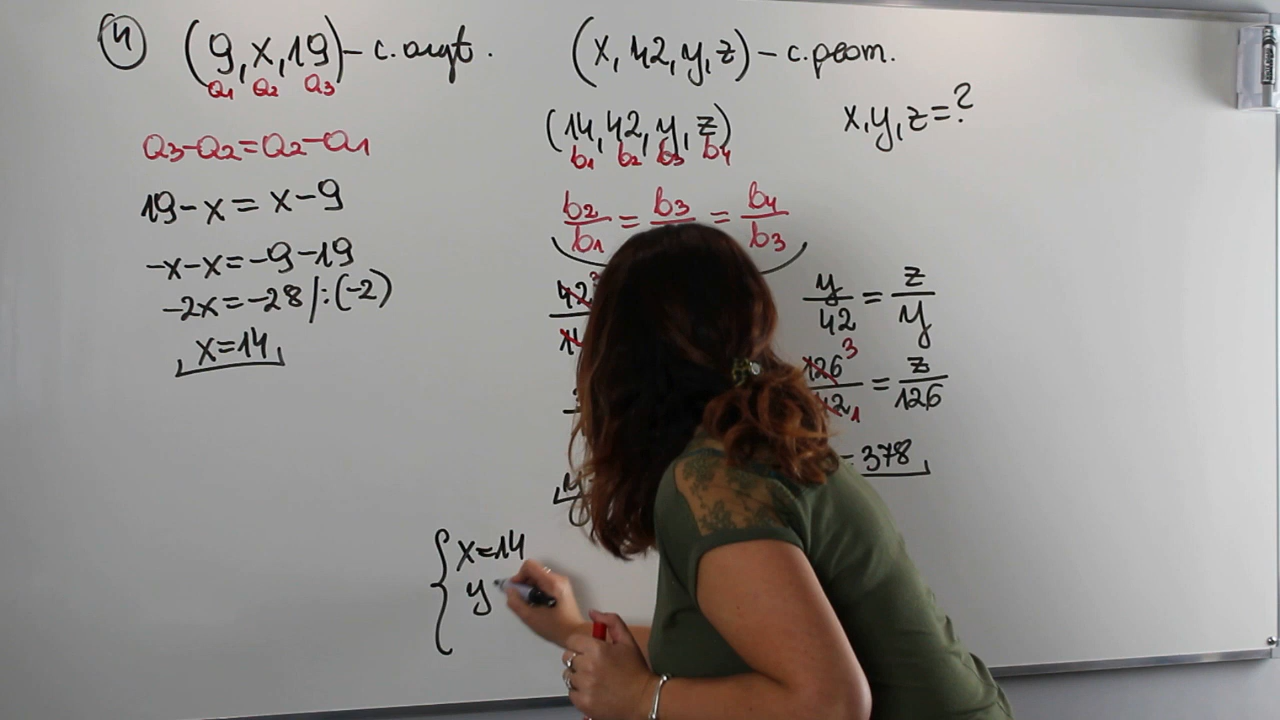 4 (9, x, 19) – c. aryt. (x, 42, y, z) – c. geom.
a₁ a₂ a₃
(14, 42, y, z) x, y, z = ?
b₁ b₂ b₃ b₄
a₃ - a₂ = a₂ - a₁
19 - x = x - 9
-x - x = -9 - 19
-2x = -28 /:(-2)
x = 14
b₂/b₁ = b₃ = b₄/b₃
42
y/42 = z/y
126 3 / 42 1 = z/126
= 378
y
{ x = 14
y